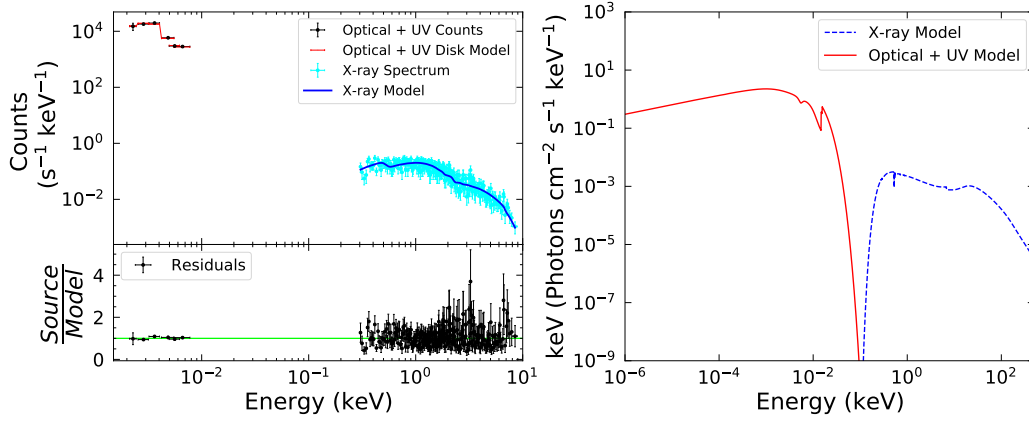 Counts
(s⁻¹ keV⁻¹)
10⁴
10²
10⁰
10⁻²
Optical + UV Counts
Optical + UV Disk Model
X-ray Spectrum
X-ray Model
Source
Model
4
2
0
Residuals
10⁻²
10⁻¹
10⁰
10¹
Energy (keV)
keV (Photons cm⁻² s⁻¹ keV⁻¹)
10³
10¹
10⁻¹
10⁻³
10⁻⁵
10⁻⁷
10⁻⁹
X-ray Model
Optical + UV Model
10⁻⁶
10⁻⁴
10⁻²
10⁰
10²
Energy (keV)